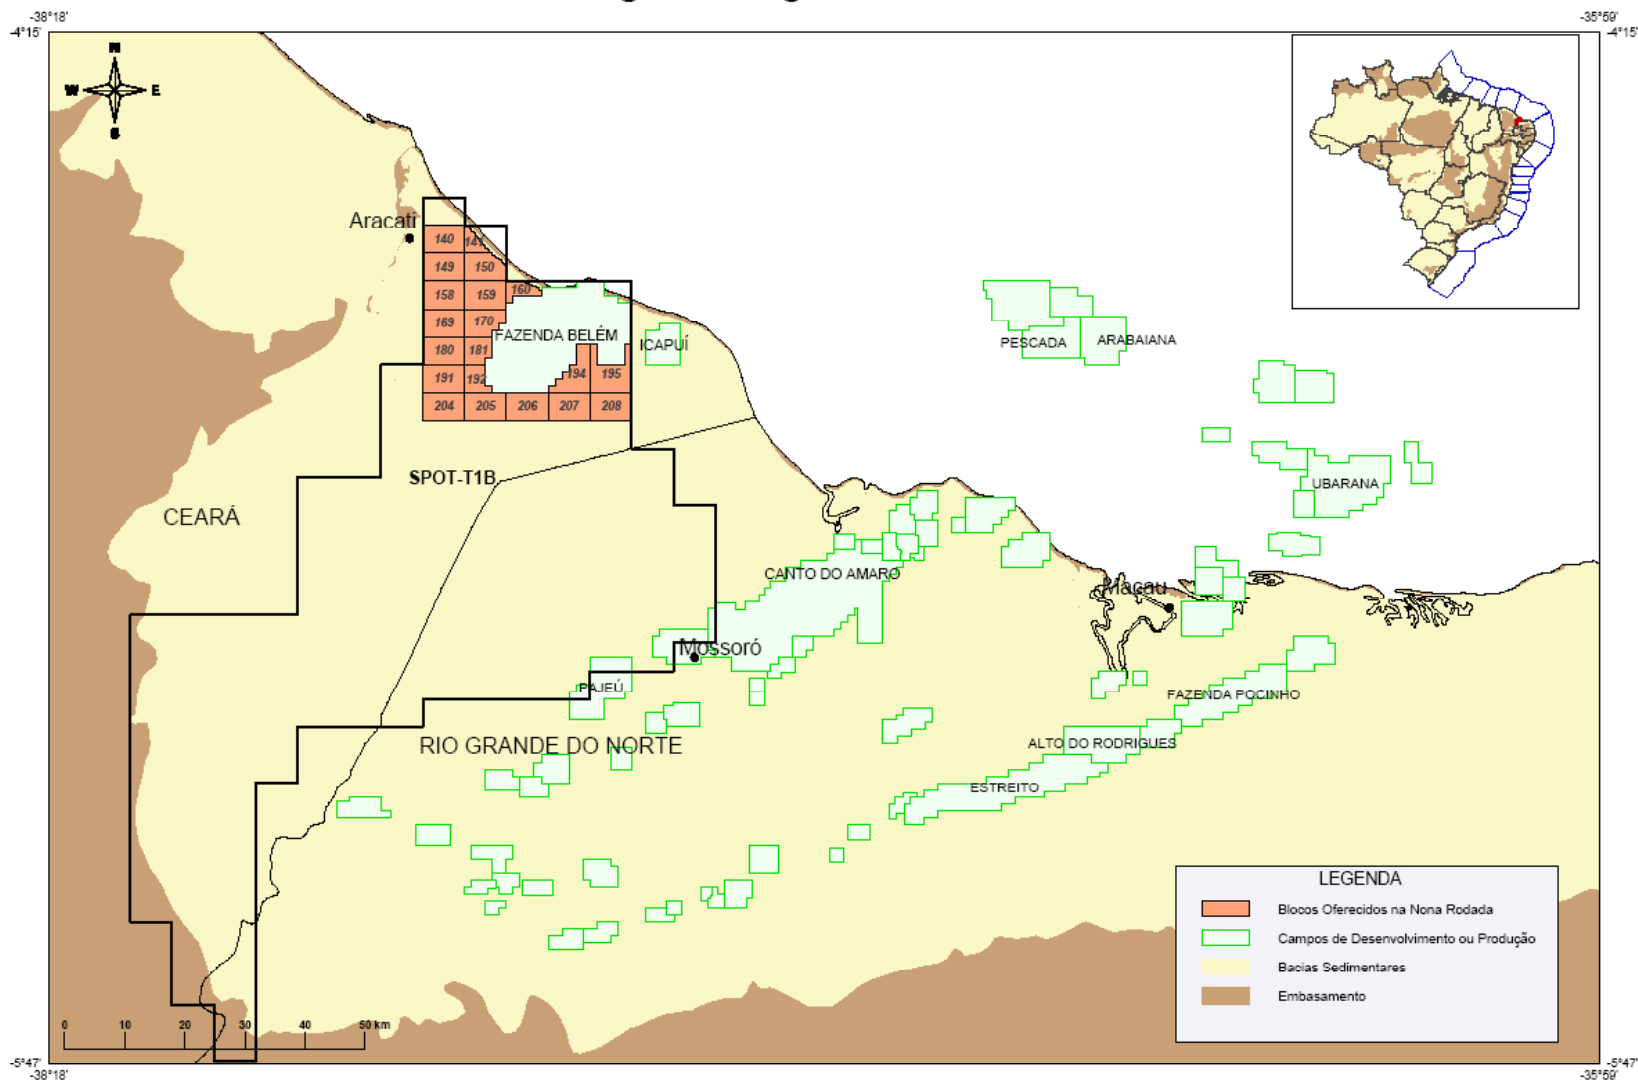 -38°18'
-35°59'
-4°15'
-4°15'
N
W
E
S
Aracati
140
141
149
150
158
159
160
169
170
FAZENDA BELÉM
ICAPUÍ
180
181
191
192
194
195
204
205
206
207
208
PESCADA
ARABAIANA
SPOT-T1B
UBARANA
CEARÁ
CANTO DO AMARO
Macau
Mossoró
PAJEÚ
FAZENDA POCINHO
RIO GRANDE DO NORTE
ALTO DO RODRIGUES
ESTREITO
LEGENDA
Blocos Oferecidos na Nona Rodada
Campos de Desenvolvimento ou Produção
Bacias Sedimentares
Embasamento
0 10 20 30 40 50 km
-5°47'
-5°47'
-38°18'
-35°59'